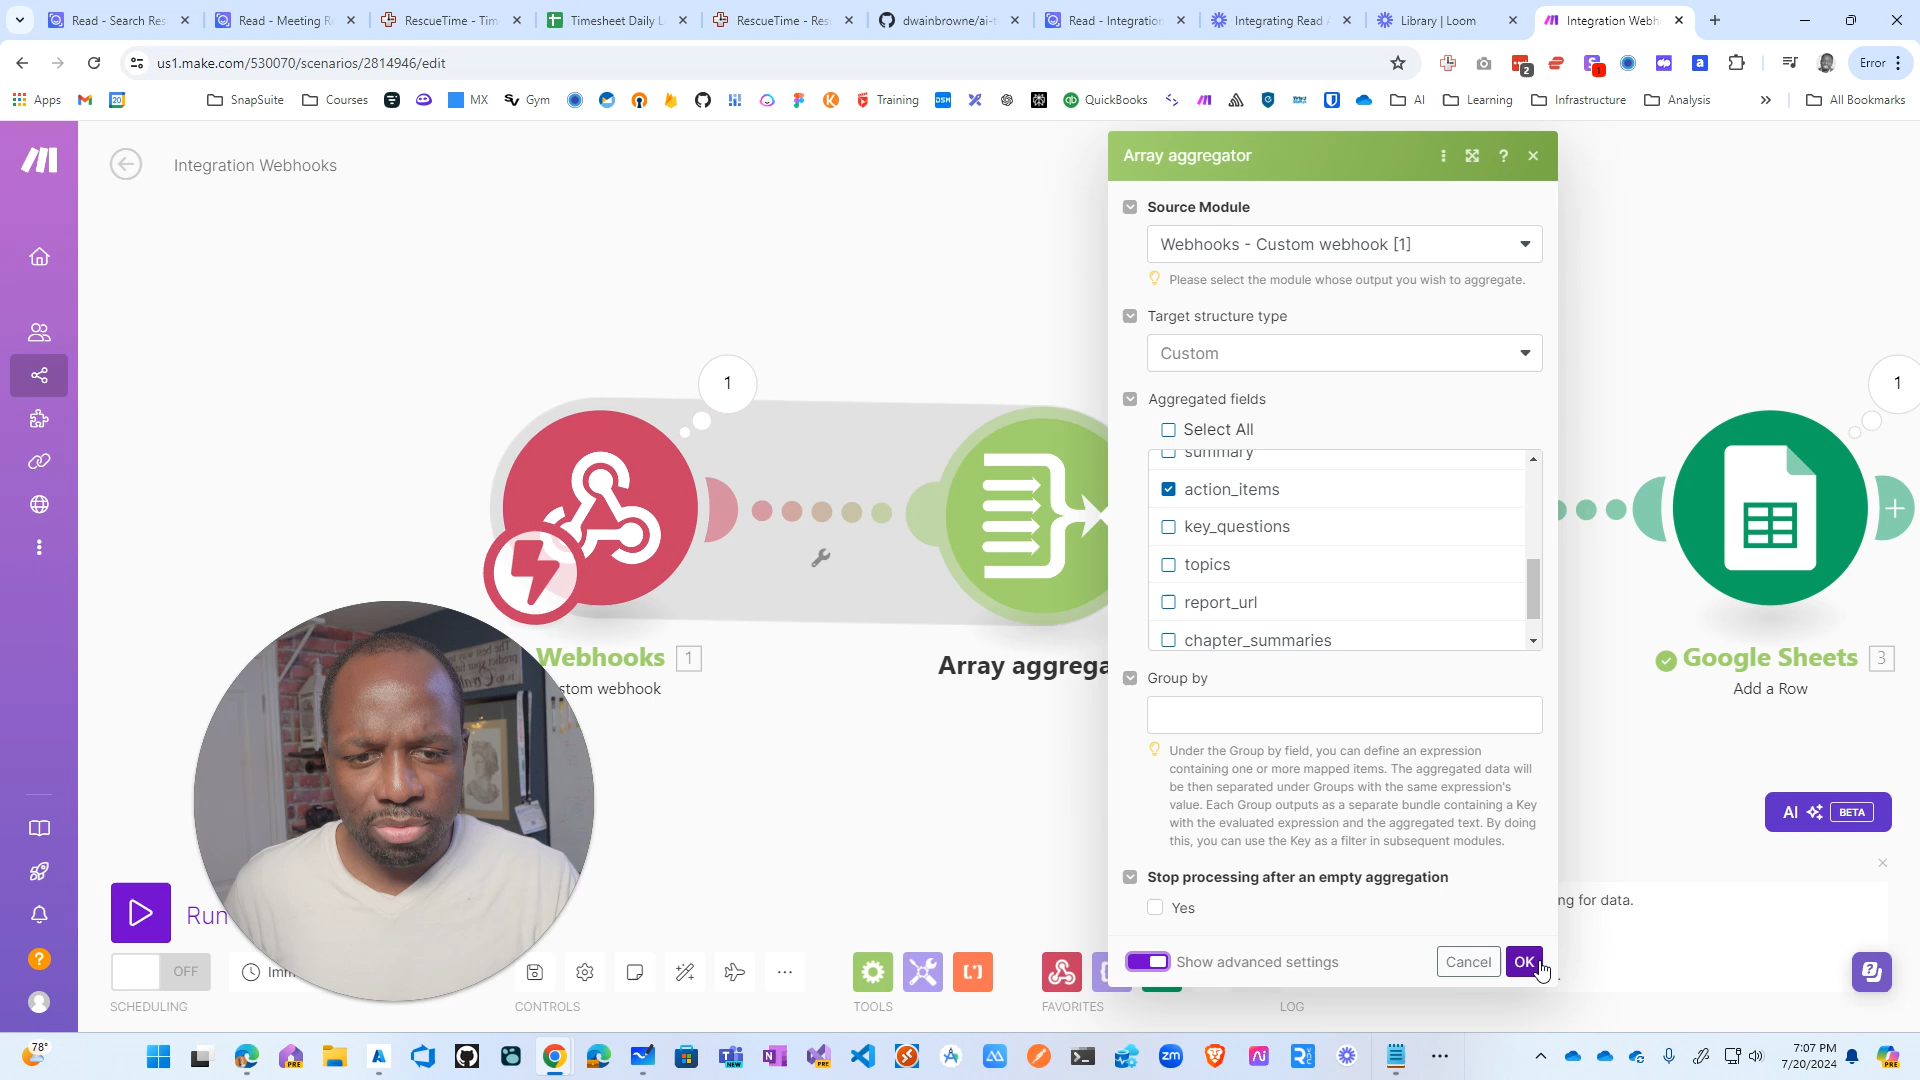 Read - Search Res
Read - Meeting R
RescueTime - Tim
Timesheet Daily L
RescueTime - Res
dwainbrowne/ai-t
Read - Integration
Integrating Read
Library | Loom
Integration Webh
us1.make.com/530070/scenarios/2814946/edit
2
1
Error
Apps
20
SnapSuite
Courses
MX
Gym
Training
DSM
QuickBooks
AI
Learning
Infrastructure
Analysis
All Bookmarks
Integration Webhooks
Array aggregator
Source Module
Webhooks - Custom webhook [1]
Please select the module whose output you wish to aggregate.
Target structure type
Custom
Aggregated fields
Select All
summary
action_items
key_questions
topics
report_url
chapter_summaries
Group by
Under the Group by field, you can define an expression
containing one or more mapped items. The aggregated data will
be then separated under Groups with the same expression's
value. Each Group outputs as a separate bundle containing a Key
with the evaluated expression and the aggregated text. By doing
this, you can use the Key as a filter in subsequent modules.
Stop processing after an empty aggregation
Yes
Show advanced settings
Cancel
OK
1
Webhooks 1
stom webhook
Array aggrega
1
Google Sheets 3
Add a Row
AI BETA
ng for data.
Run
OFF
Imm
SCHEDULING
CONTROLS
TOOLS
FAVORITES
LOG
78°
7:07 PM
7/20/2024